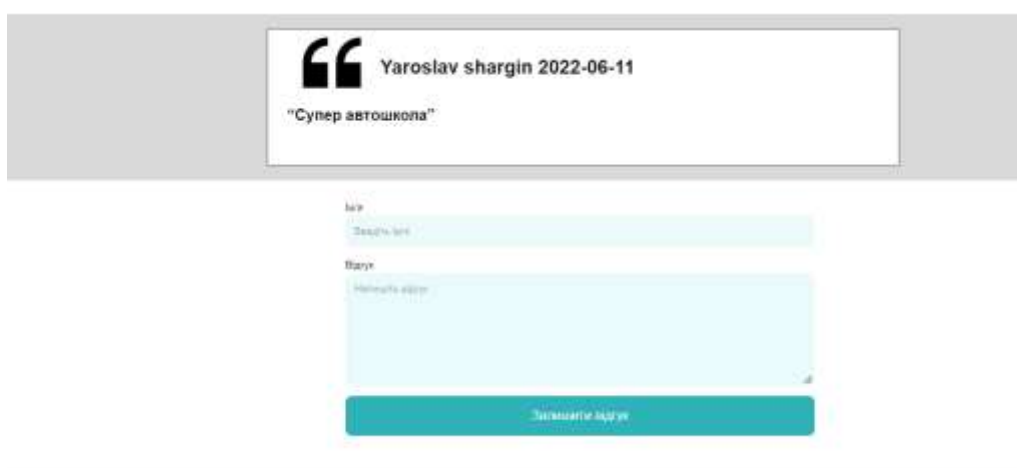 Yaroslav shargin 2022-06-11
“Супер автошкола”
Ім'я
Введіть ім'я
Відгук
Напишіть відгук
Залишити відгук